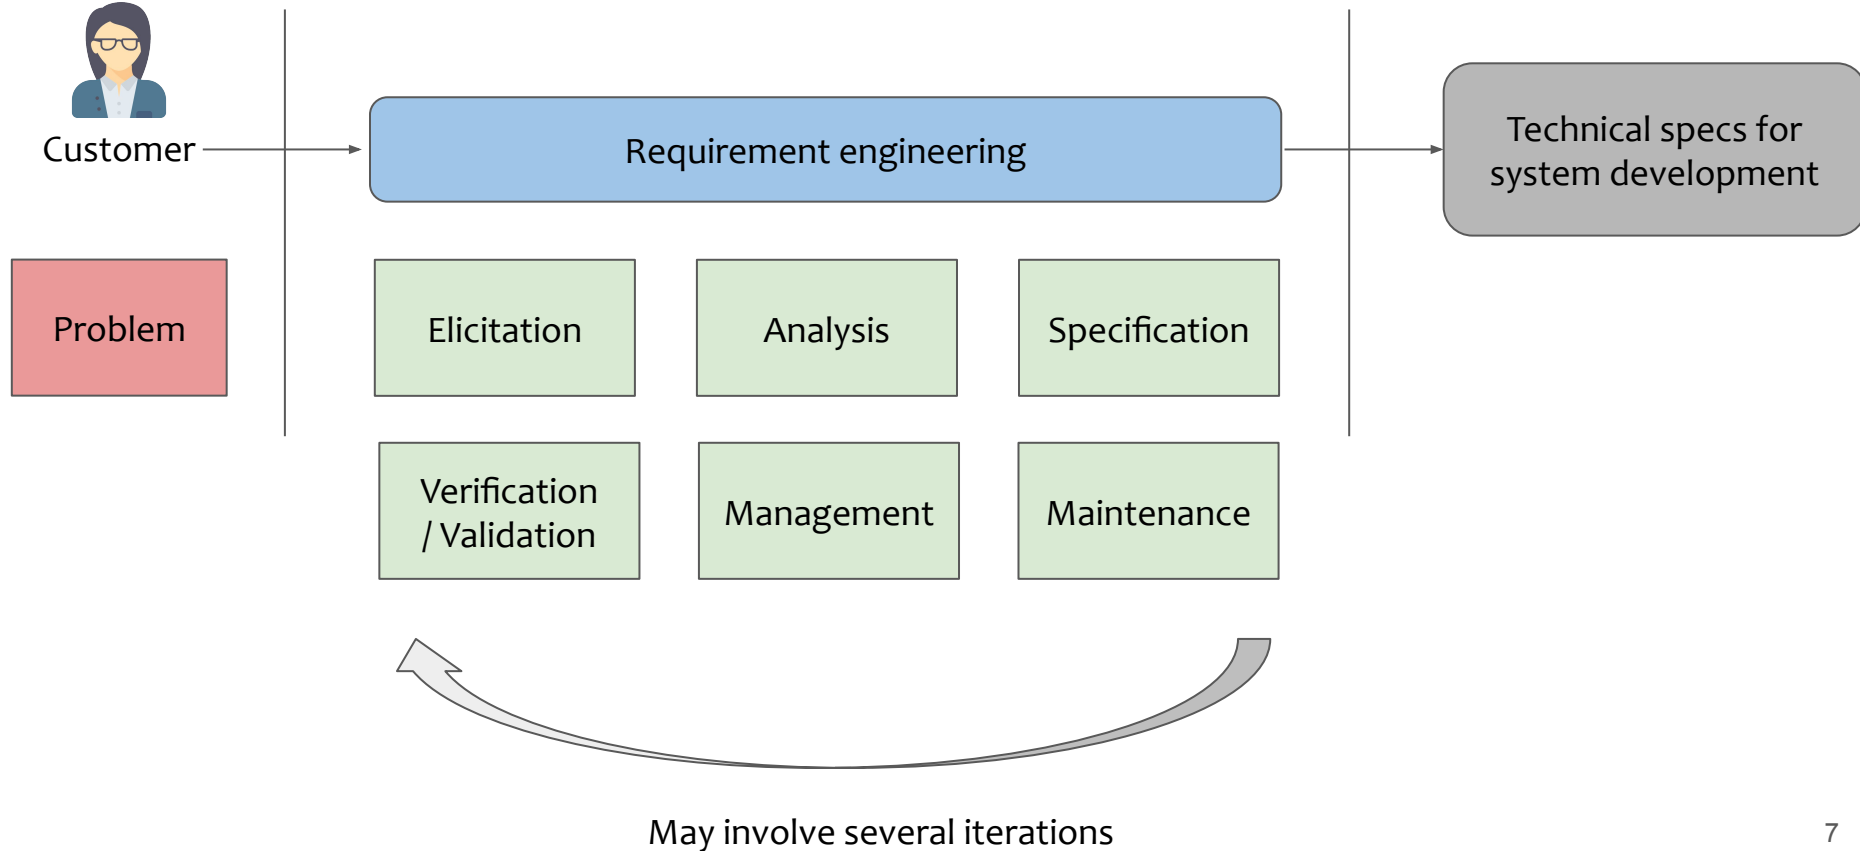 Customer
Requirement engineering
Technical specs for
system development
Problem
Elicitation
Analysis
Specification
Verification
/ Validation
Management
Maintenance
May involve several iterations
7